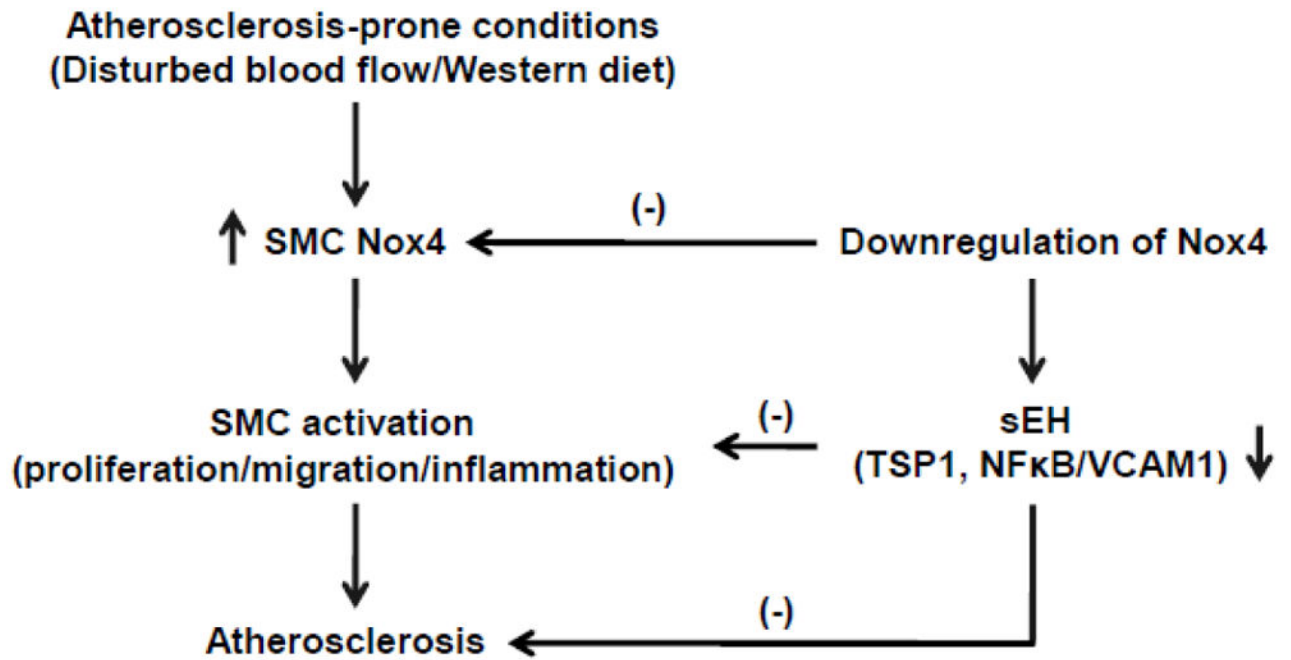 Atherosclerosis-prone conditions
(Disturbed blood flow/Western diet)
(-)
SMC Nox4
Downregulation of Nox4
SMC activation
(proliferation/migration/inflammation)
(-)
sEH
(TSP1, NFκB/VCAM1)
(-)
Atherosclerosis